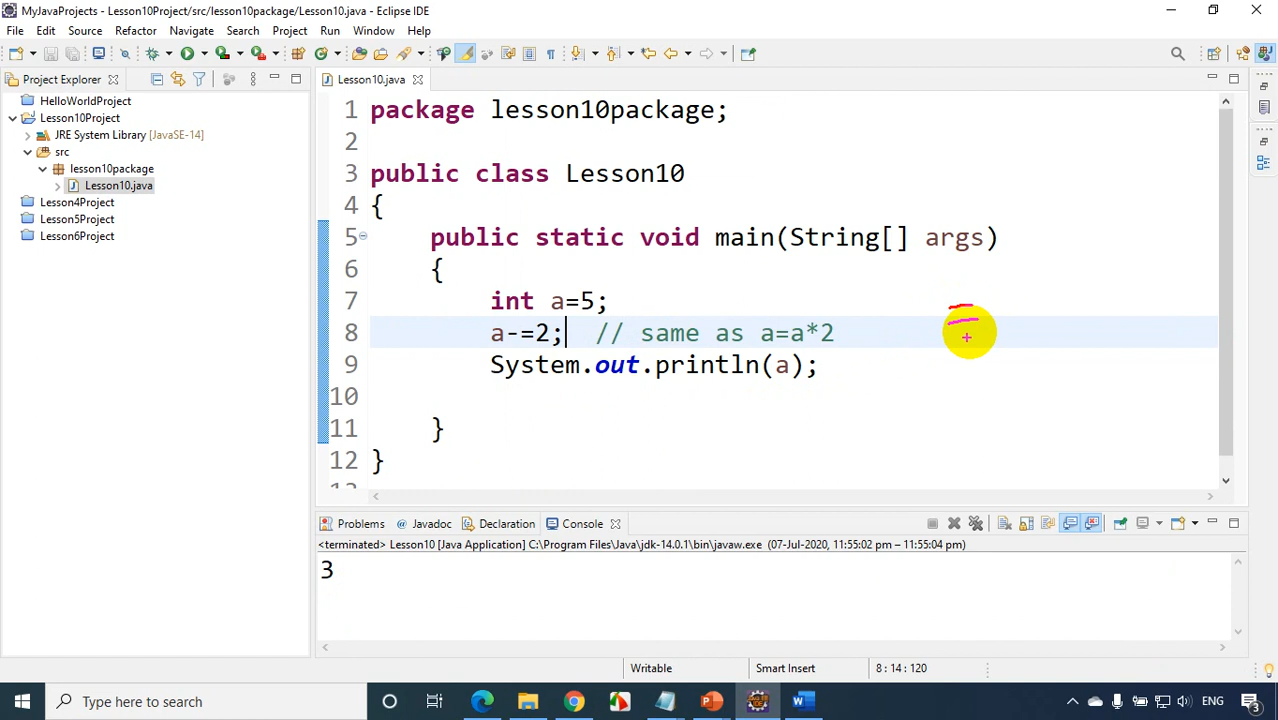 MyJavaProjects - Lesson10Project/src/lesson10package/Lesson10.java - Eclipse IDE
File Edit Source Refactor Navigate Search Project Run Window Help
Project Explorer
HelloWorldProject
Lesson10Project
JRE System Library [JavaSE-14]
src
lesson10package
Lesson10.java
Lesson4Project
Lesson5Project
Lesson6Project
Lesson10.java
1 package lesson10package;
2
3 public class Lesson10
4 {
5 public static void main(String[] args)
6 {
7 int a=5;
8 a-=2; // same as a=a*2
9 System.out.println(a);
10
11 }
12 }
13
Problems Javadoc Declaration Console
<terminated> Lesson10 [Java Application] C:\Program Files\Java\jdk-14.0.1\bin\javaw.exe (07-Jul-2020, 11:55:02 pm – 11:55:04 pm)
3
Writable Smart Insert 8 : 14 : 120
Type here to search ENG 3